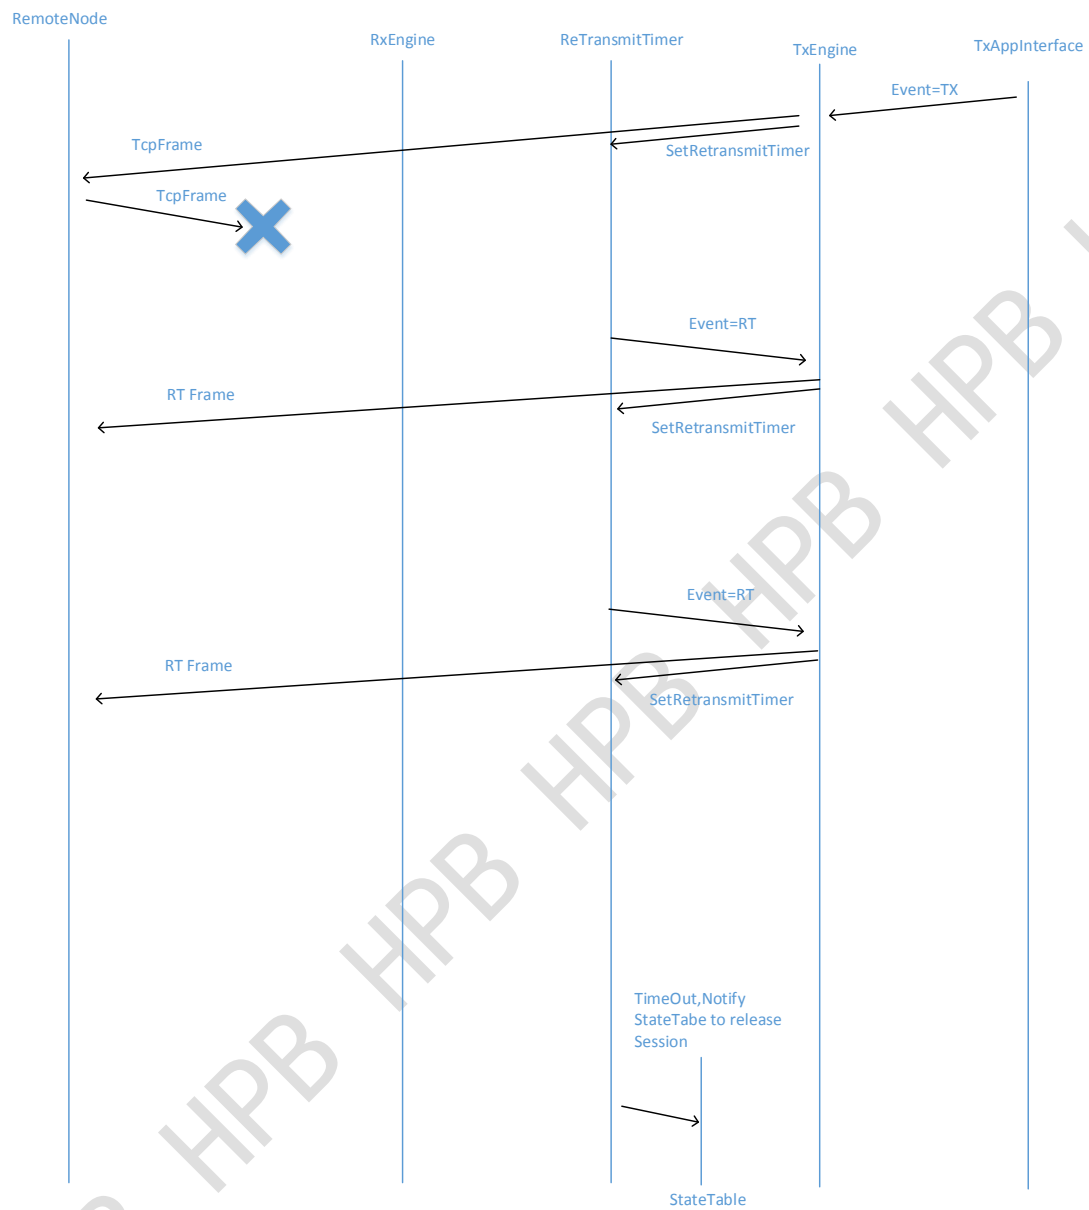 RemoteNode
RxEngine
ReTransmitTimer
TxEngine
TxAppInterface
Event=TX
TcpFrame
SetRetransmitTimer
TcpFrame
Event=RT
RT Frame
SetRetransmitTimer
Event=RT
RT Frame
SetRetransmitTimer
TimeOut,Notify
StateTabe to release
Session
StateTable
HPB
HPB
HPB
HPB
HPB
HPB